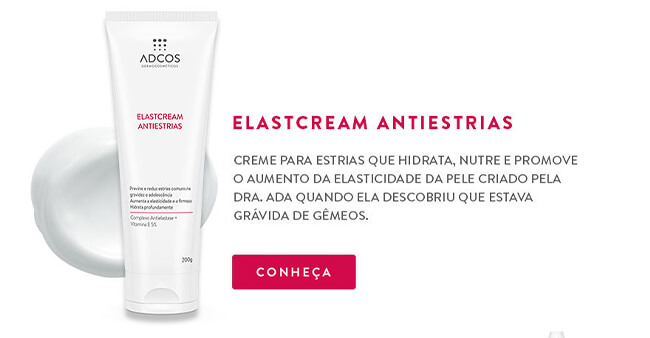 ADCOS
DERMOCOSMÉTICOS
ELASTCREAM
ANTIESTRIAS
Previne e reduz estrias comuns na
gravidez e adolescência
Aumenta a elasticidade e a firmeza
Hidrata profundamente
Complexo Antielastase +
Vitamina E 5%
200g
ELASTCREAM ANTIESTRIAS
CREME PARA ESTRIAS QUE HIDRATA, NUTRE E PROMOVE
O AUMENTO DA ELASTICIDADE DA PELE CRIADO PELA
DRA. ADA QUANDO ELA DESCOBRIU QUE ESTAVA
GRÁVIDA DE GÊMEOS.
CONHEÇA